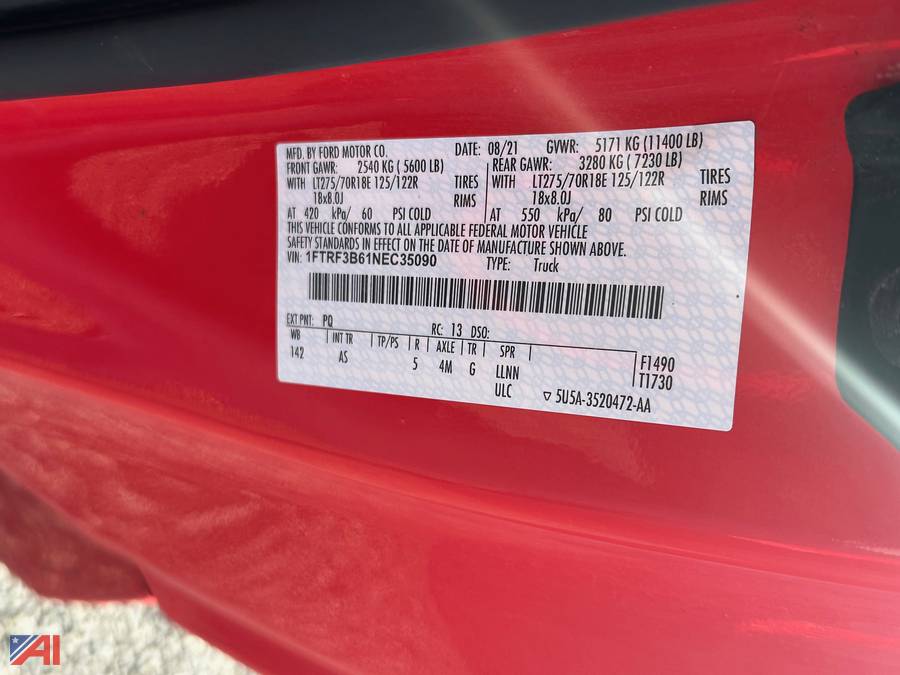 MFD. BY FORD MOTOR CO. DATE: 08/21 GVWR: 5171 KG (11400 LB)
FRONT GAWR: 2540 KG ( 5600 LB) REAR GAWR: 3280 KG ( 7230 LB)
WITH LT275/70R18E 125/122R TIRES WITH LT275/70R18E 125/122R TIRES
18x8.0J RIMS 18x8.0J RIMS
AT 420 kPa/ 60 PSI COLD AT 550 kPa/ 80 PSI COLD
THIS VEHICLE CONFORMS TO ALL APPLICABLE FEDERAL MOTOR VEHICLE
SAFETY STANDARDS IN EFFECT ON THE DATE OF MANUFACTURE SHOWN ABOVE.
VIN: 1FTRF3B61NEC35090 TYPE: Truck
EXT PNT: PQ RC: 13 DSO:
WB INT TR TP/PS R AXLE TR SPR F1490
142 AS 5 4M G LLNN T1730
ULC 5U5A-3520472-AA
AI